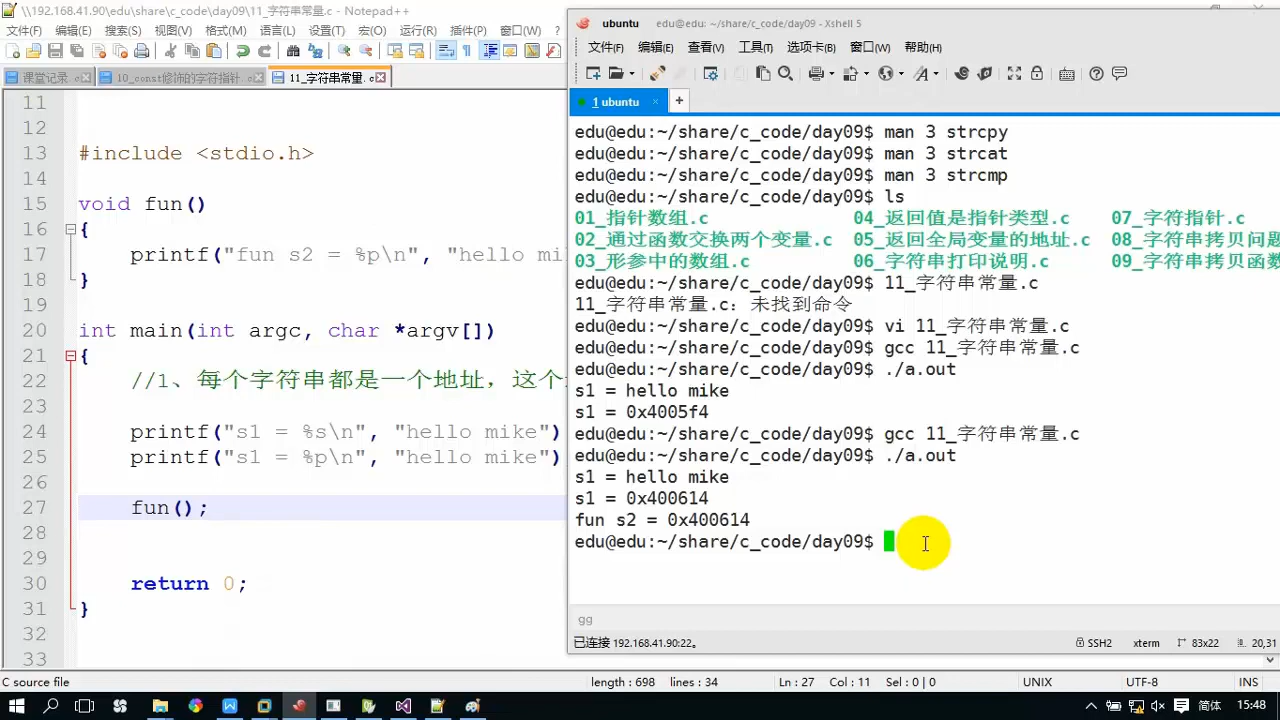 \\192.168.41.90\edu\share\c_code\day09\11_字符串常量.c - Notepad++
文件(F) 编辑(E) 搜索(S) 视图(V) 格式(M) 语言(L) 设置(T) 宏(O) 运行(R) 插件(P) 窗口(W) ?
课堂记录.c 10_const修饰的字符指针.c 11_字符串常量.c
11
12
13 #include <stdio.h>
14
15 void fun()
16 {
17 printf("fun s2 = %p\n", "hello mi
18 }
19
20 int main(int argc, char *argv[])
21 {
22 //1、每个字符串都是一个地址，这个
23
24 printf("s1 = %s\n", "hello mike")
25 printf("s1 = %p\n", "hello mike")
26
27 fun();
28
29
30 return 0;
31 }
32
33
C source file length : 698 lines : 34 Ln : 27 Col : 11 Sel : 0 | 0 UNIX UTF-8 INS
ubuntu edu@edu: ~/share/c_code/day09 - Xshell 5
文件(F) 编辑(E) 查看(V) 工具(T) 选项卡(B) 窗口(W) 帮助(H)
1 ubuntu × +
edu@edu:~/share/c_code/day09$ man 3 strcpy
edu@edu:~/share/c_code/day09$ man 3 strcat
edu@edu:~/share/c_code/day09$ man 3 strcmp
edu@edu:~/share/c_code/day09$ ls
01_指针数组.c 04_返回值是指针类型.c 07_字符指针.c
02_通过函数交换两个变量.c 05_返回全局变量的地址.c 08_字符串拷贝问题
03_形参中的数组.c 06_字符串打印说明.c 09_字符串拷贝函数
edu@edu:~/share/c_code/day09$ 11_字符串常量.c
11_字符串常量.c：未找到命令
edu@edu:~/share/c_code/day09$ vi 11_字符串常量.c
edu@edu:~/share/c_code/day09$ gcc 11_字符串常量.c
edu@edu:~/share/c_code/day09$ ./a.out
s1 = hello mike
s1 = 0x4005f4
edu@edu:~/share/c_code/day09$ gcc 11_字符串常量.c
edu@edu:~/share/c_code/day09$ ./a.out
s1 = hello mike
s1 = 0x400614
fun s2 = 0x400614
edu@edu:~/share/c_code/day09$
gg
已连接 192.168.41.90:22。 SSH2 xterm 83x22 20,31
简体 15:48